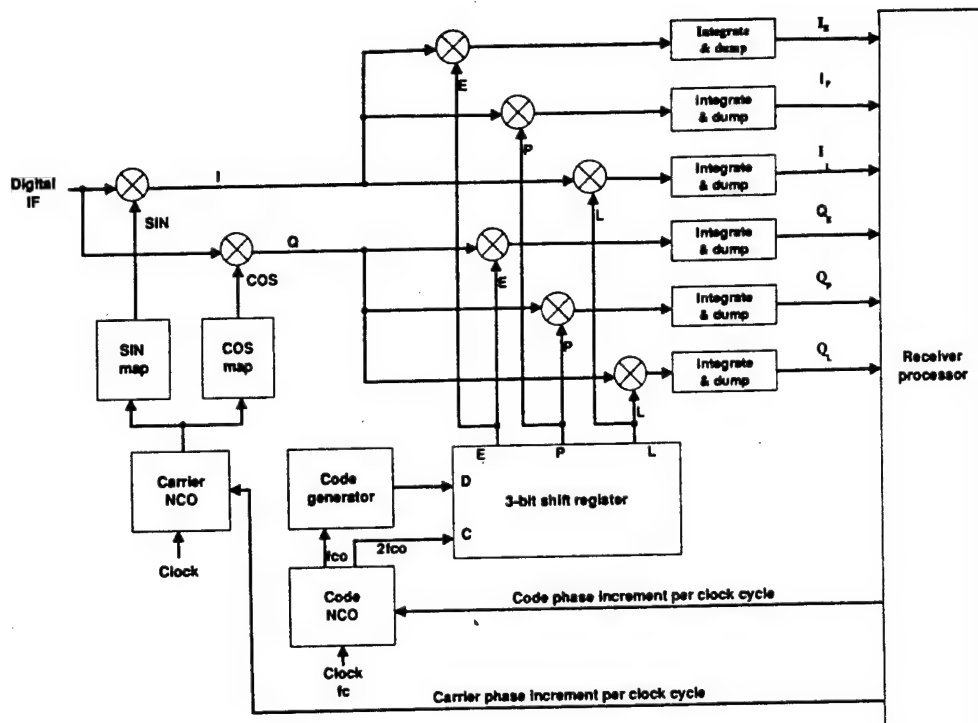 Integrate
& dump
I_E
E
Integrate
& dump
I_P
P
Digital
IF
I
Integrate
& dump
I_L
SIN
L
Q
Integrate
& dump
Q_E
COS
E
SIN
map
COS
map
Integrate
& dump
Q_P
P
Integrate
& dump
Q_L
Receiver
processor
L
E
P
L
Carrier
NCO
Code
generator
D
3-bit shift register
C
fco
2fco
Clock
Code
NCO
Code phase increment per clock cycle
Clock
fc
Carrier phase increment per clock cycle